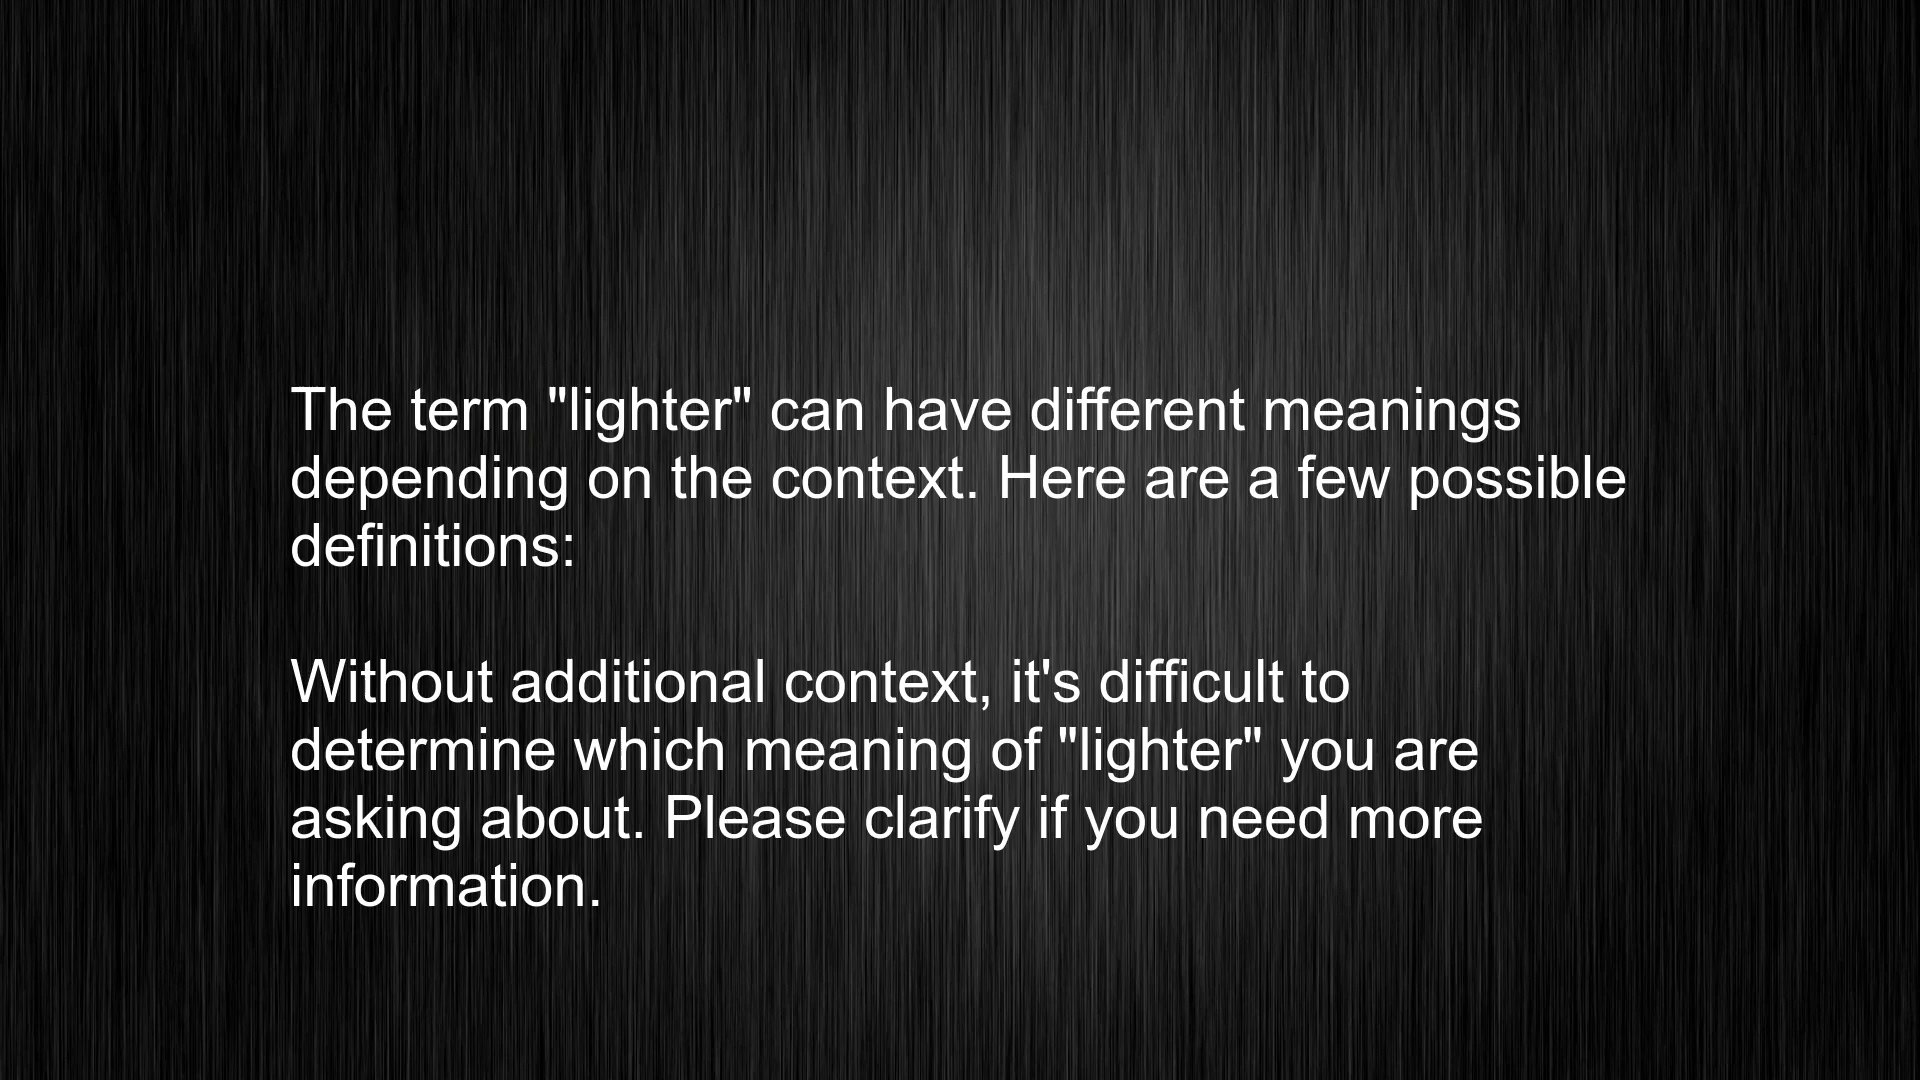 The term "lighter" can have different meanings
depending on the context. Here are a few possible
definitions:
Without additional context, it's difficult to
determine which meaning of "lighter" you are
asking about. Please clarify if you need more
information.